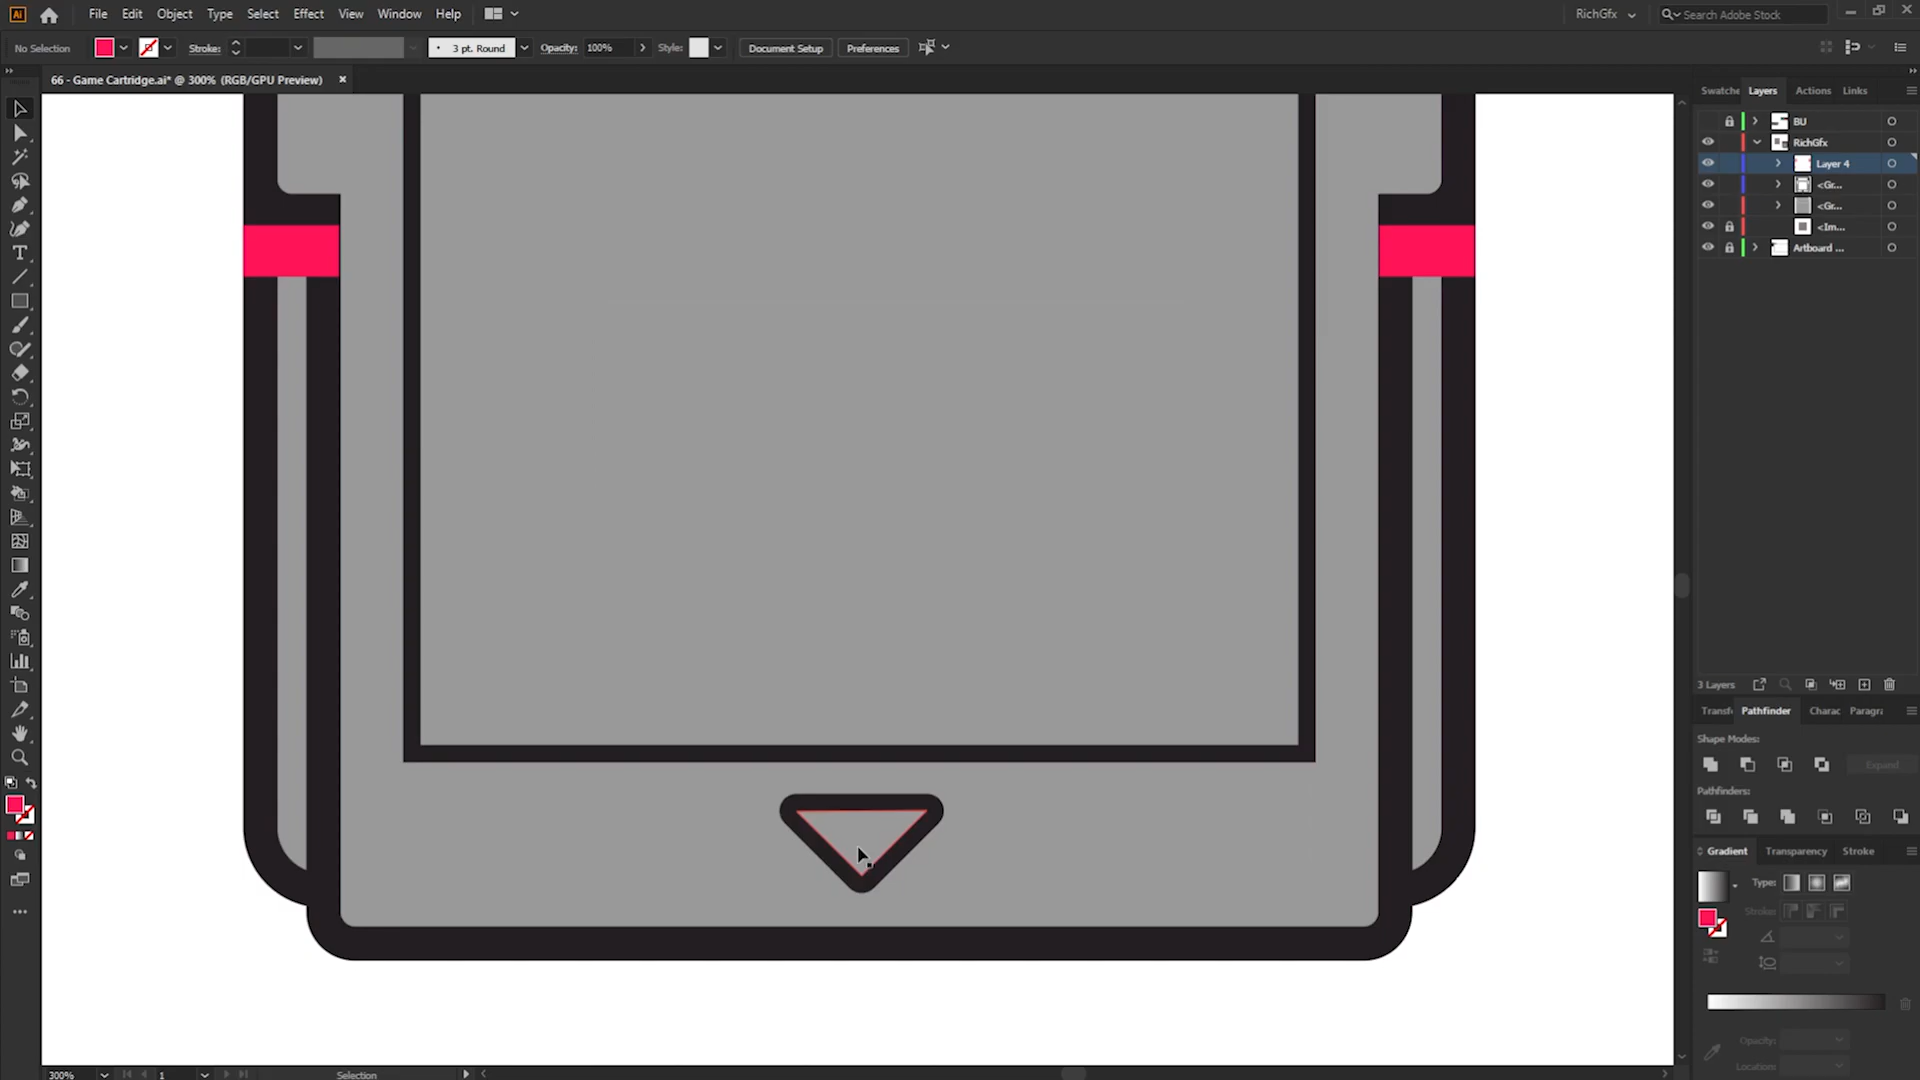 Ai File Edit Object Type Select Effect View Window Help RichGfx Search Adobe Stock
No Selection Stroke: 3 pt. Round Opacity: 100% Style: Document Setup Preferences
66 - Game Cartridge.ai* @ 300% (RGB/GPU Preview)
Swatche Layers Actions Links
BU
RichGfx
Layer 4
<Gr...
<Gr...
<Im...
Artboard ...
3 Layers
Transf Pathfinder Charac Paragra
Shape Modes:
Expand
Pathfinders:
Gradient Transparency Stroke
Type:
Stroke:
Opacity:
Location:
300% 1 Selection